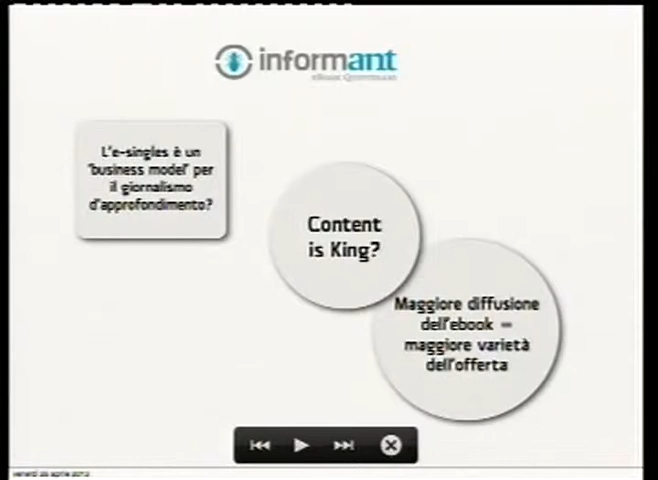 informant
L'e-singles è un
'business model' per
il giornalismo
d'approfondimento?
Content
is King?
Maggiore diffusione
dell'ebook =
maggiore varietà
dell'offerta